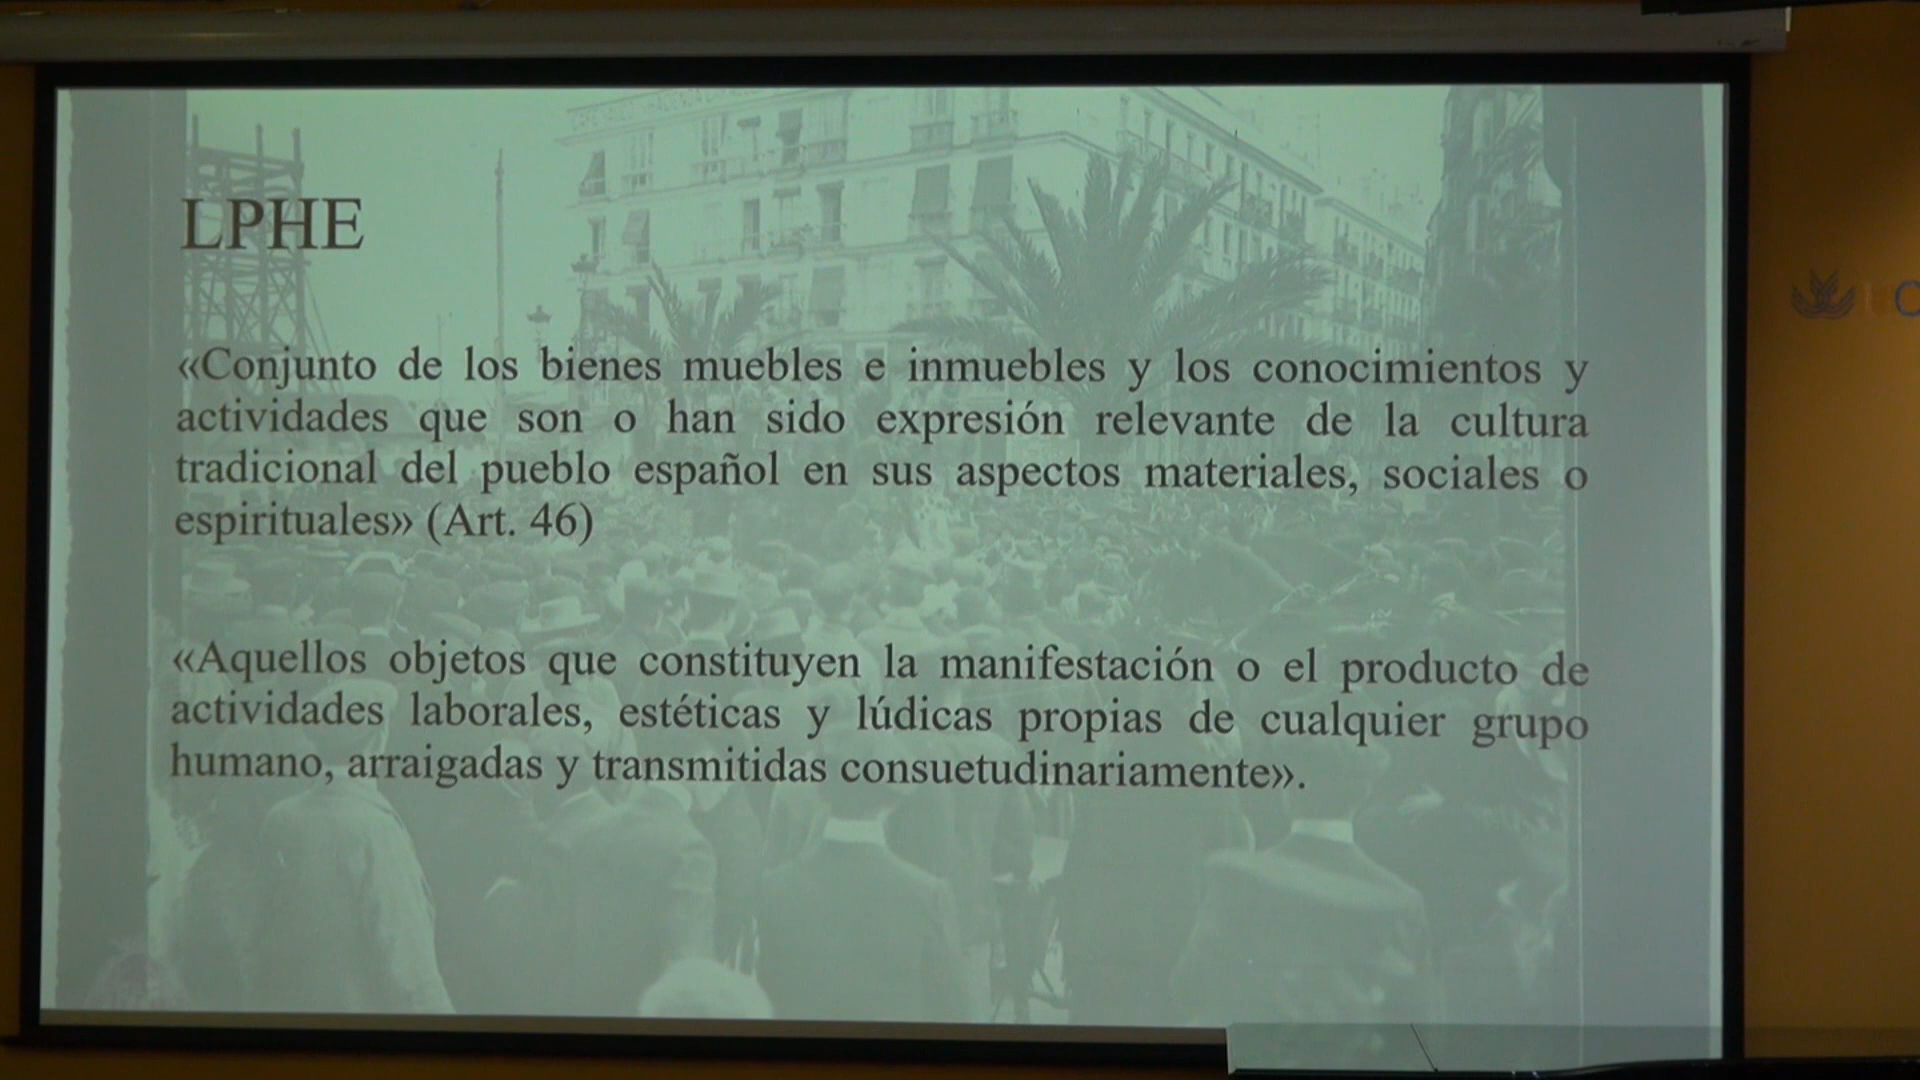 LPHE
«Conjunto de los bienes muebles e inmuebles y los conocimientos y
actividades que son o han sido expresión relevante de la cultura
tradicional del pueblo español en sus aspectos materiales, sociales o
espirituales» (Art. 46)
«Aquellos objetos que constituyen la manifestación o el producto de
actividades laborales, estéticas y lúdicas propias de cualquier grupo
humano, arraigadas y transmitidas consuetudinariamente».